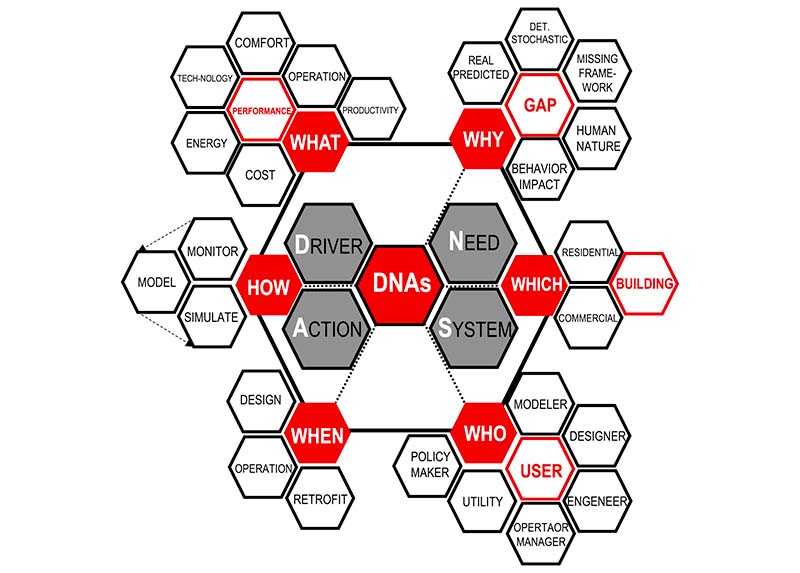 COMFORT
TECH-NOLOGY
OPERATION
PERFORMANCE
PRODUCTIVITY
ENERGY
WHAT
COST
DET.
STOCHASTIC
REAL
PREDICTED
MISSING
FRAME-
WORK
GAP
WHY
HUMAN
NATURE
BEHAVIOR
IMPACT
MONITOR
MODEL
SIMULATE
HOW
DRIVER
NEED
DNAs
ACTION
SYSTEM
WHICH
RESIDENTIAL
BUILDING
COMMERCIAL
DESIGN
WHEN
OPERATION
RETROFIT
MODELER
WHO
DESIGNER
POLICY
MAKER
USER
UTILITY
ENGENEER
OPERTAOR
MANAGER